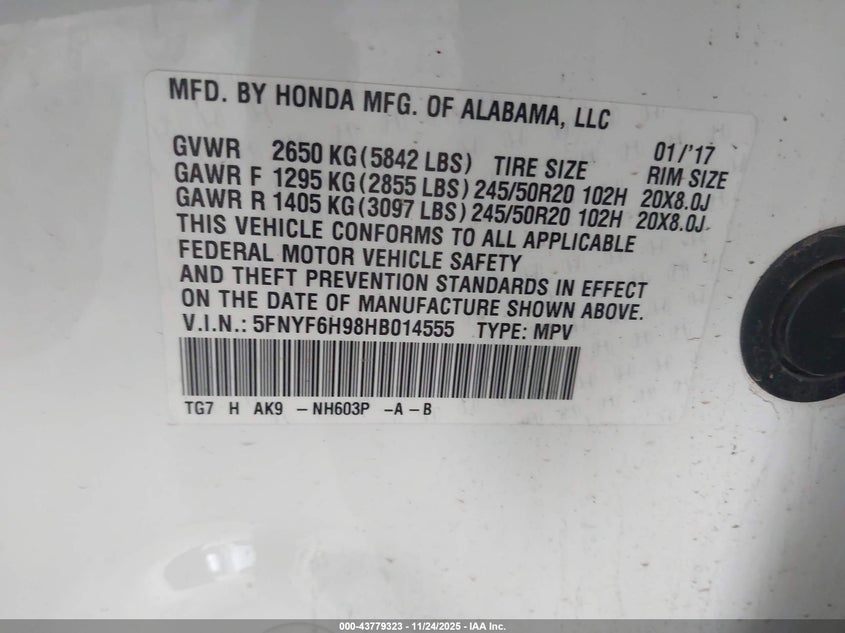 MFD. BY HONDA MFG. OF ALABAMA, LLC
GVWR 2650 KG (5842 LBS) TIRE SIZE 01/'17 RIM SIZE
GAWR F 1295 KG (2855 LBS) 245/50R20 102H 20X8.0J
GAWR R 1405 KG (3097 LBS) 245/50R20 102H 20X8.0J
THIS VEHICLE CONFORMS TO ALL APPLICABLE
FEDERAL MOTOR VEHICLE SAFETY
AND THEFT PREVENTION STANDARDS IN EFFECT
ON THE DATE OF MANUFACTURE SHOWN ABOVE.
V.I.N.: 5FNYF6H98HB014555 TYPE: MPV
TG7 H AK9 -NH603P -A-B
000-43779323 - 11/24/2025 - IAA Inc.